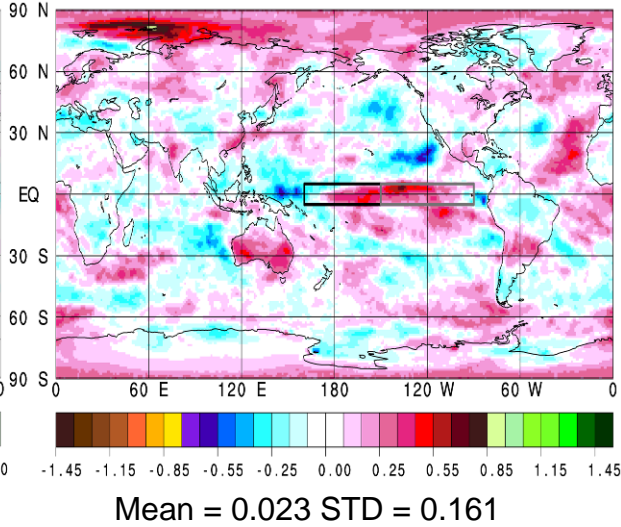 90 N
60 N
30 N
EQ
30 S
60 S
90 S
0 0 60 E 120 E 180 120 W 60 W 0
0 -1.45 -1.15 -0.85 -0.55 -0.25 0.00 0.25 0.55 0.85 1.15 1.45
Mean = 0.023 STD = 0.161